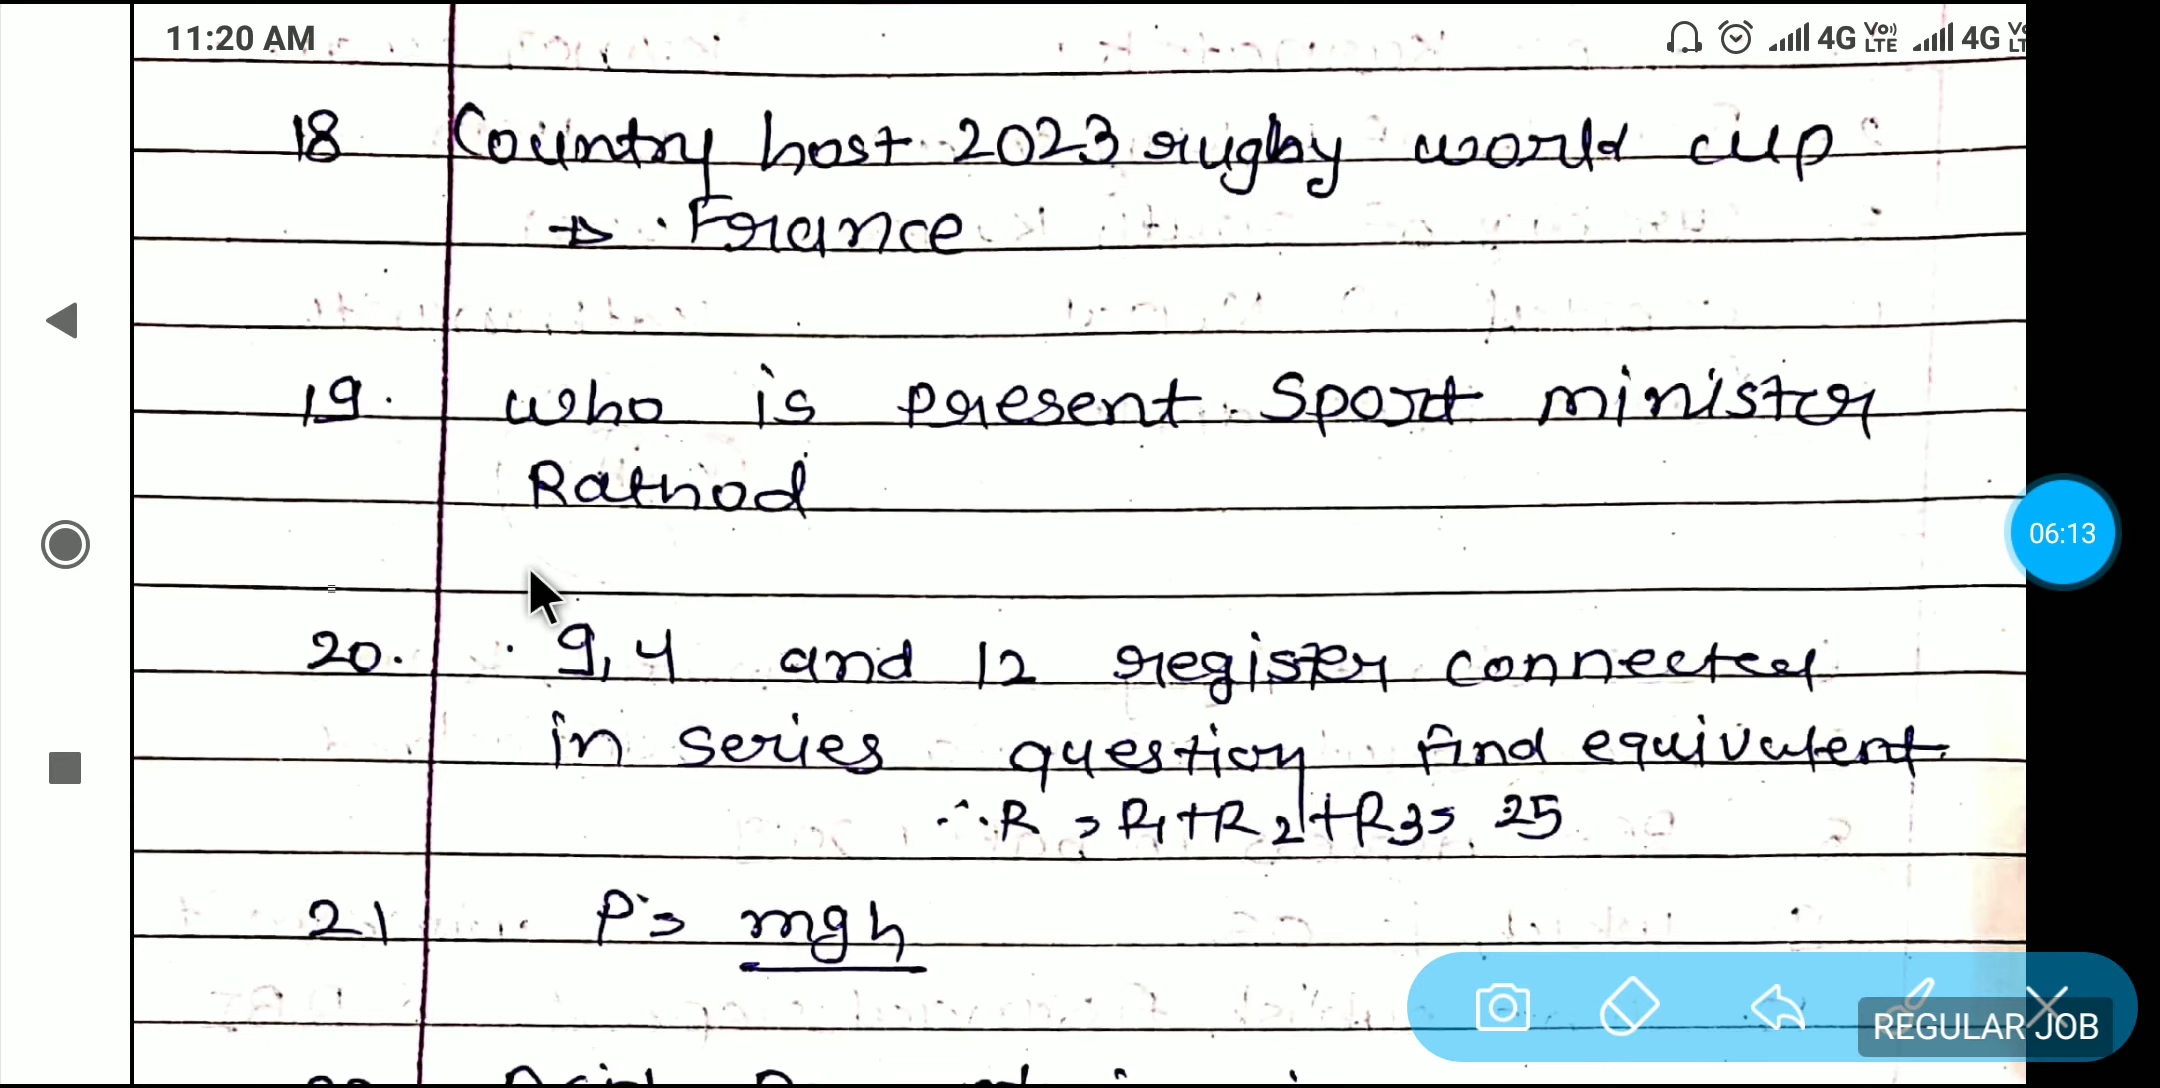 11:20 AM 4G VoLTE 4G
18 Country host 2023 rugby world cup
→ France
19. Who is present Sport minister
Rathod
06:13
20. 9, 4 and 12 register connected
in series question find equivalent
∴ R = R1+R2+R3= 25
21 P = mgh
REGULAR JOB